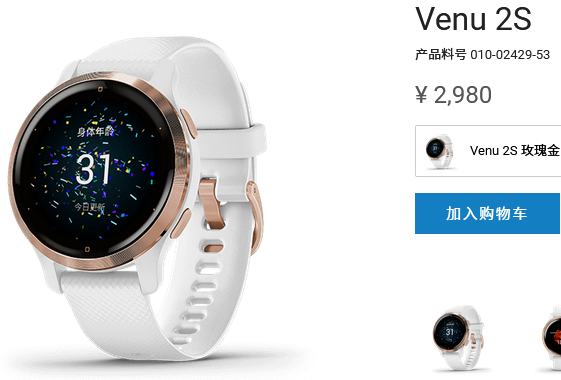 Venu 2S
产品料号 010-02429-53
¥ 2,980
Venu 2S 玫瑰金
加入购物车
身体年龄
31
今日更新